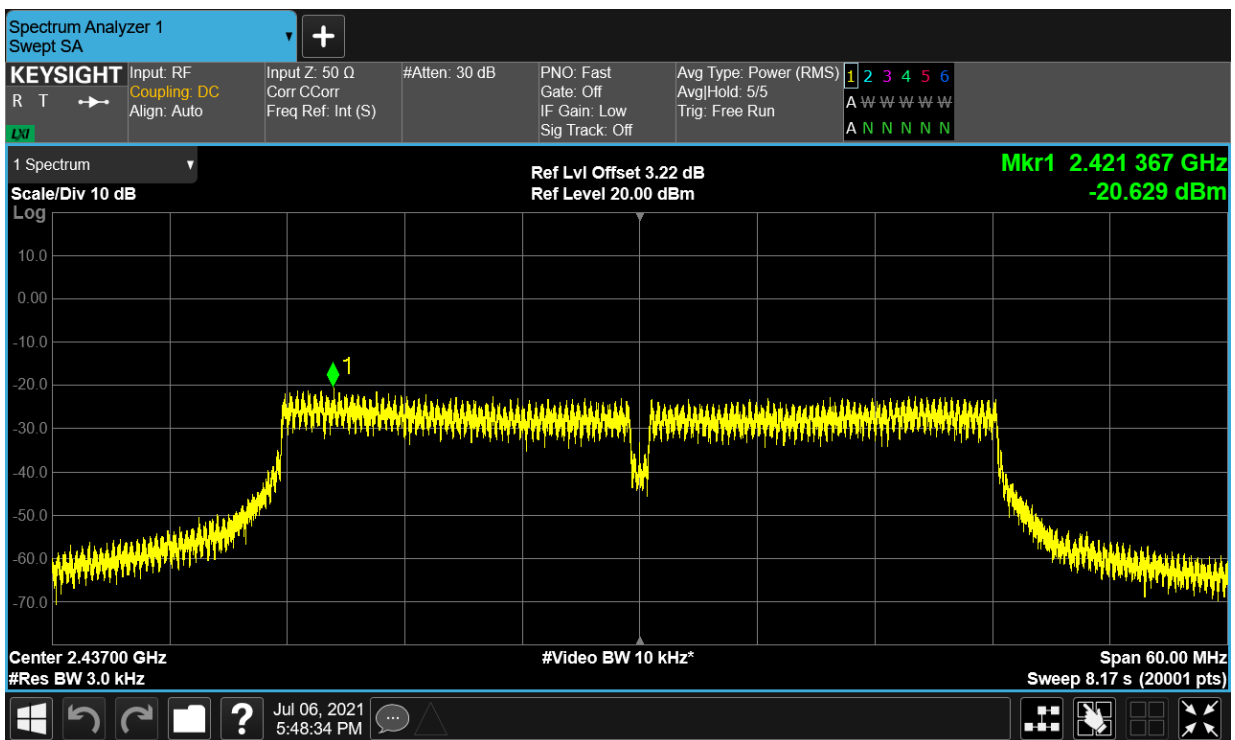 Spectrum Analyzer 1
Swept SA
KEYSIGHT
R T
LXI
Input: RF
Coupling: DC
Align: Auto
Input Z: 50 Ω
Corr CCorr
Freq Ref: Int (S)
#Atten: 30 dB
PNO: Fast
Gate: Off
IF Gain: Low
Sig Track: Off
Avg Type: Power (RMS)
Avg|Hold: 5/5
Trig: Free Run
1 2 3 4 5 6
A W W W W W
A N N N N N
1 Spectrum
Scale/Div 10 dB
Log
Ref Lvl Offset 3.22 dB
Ref Level 20.00 dBm
Mkr1 2.421 367 GHz
-20.629 dBm
10.0
0.00
-10.0
1
-20.0
-30.0
-40.0
-50.0
-60.0
-70.0
Center 2.43700 GHz
#Res BW 3.0 kHz
#Video BW 10 kHz*
Span 60.00 MHz
Sweep 8.17 s (20001 pts)
?
Jul 06, 2021
5:48:34 PM